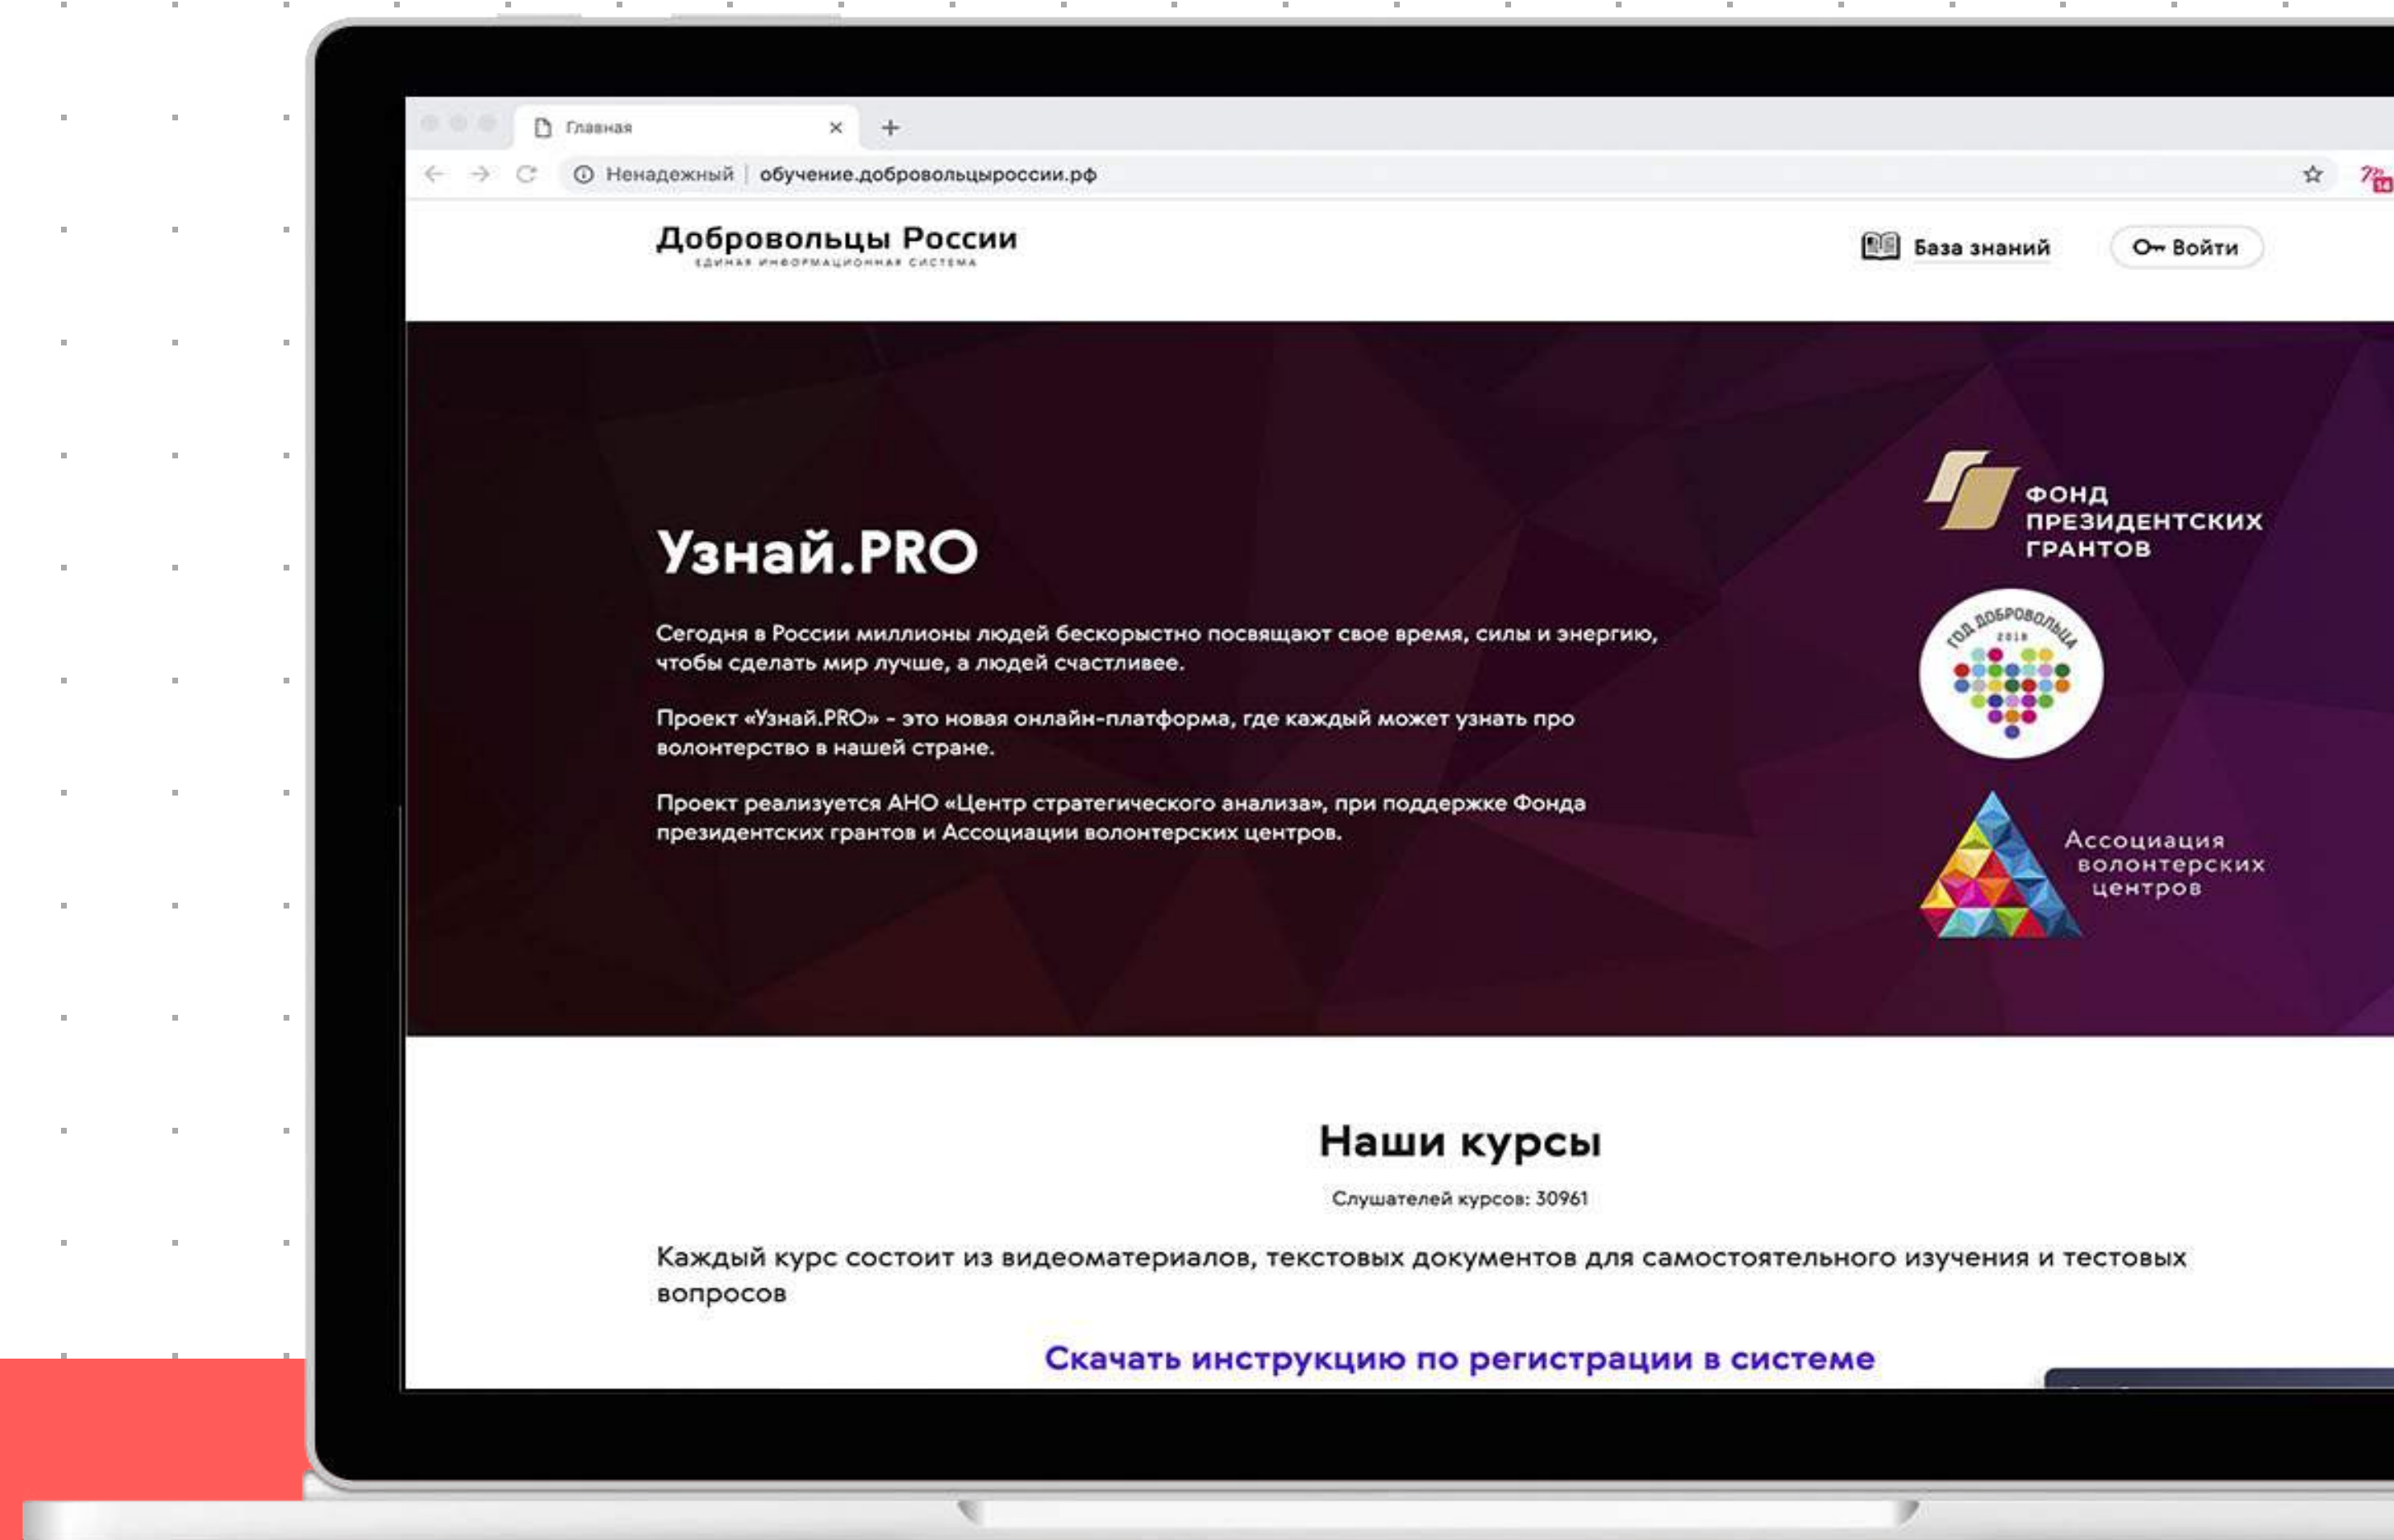 Главная
Ненадежный | обучение.добровольцыроссии.рф
14
Добровольцы России
ЕДИНАЯ ИНФОРМАЦИОННАЯ СИСТЕМА
База знаний
Войти
Узнай.PRO
Сегодня в России миллионы людей бескорыстно посвящают свое время, силы и энергию,
чтобы сделать мир лучше, а людей счастливее.
Проект «Узнай.PRO» - это новая онлайн-платформа, где каждый может узнать про
волонтерство в нашей стране.
Проект реализуется АНО «Центр стратегического анализа», при поддержке Фонда
президентских грантов и Ассоциации волонтерских центров.
ФОНД
ПРЕЗИДЕНТСКИХ
ГРАНТОВ
ГОД ДОБРОВОЛЬЦА
2018
Ассоциация
волонтерских
центров
Наши курсы
Слушателей курсов: 30961
Каждый курс состоит из видеоматериалов, текстовых документов для самостоятельного изучения и тестовых
вопросов
Скачать инструкцию по регистрации в системе